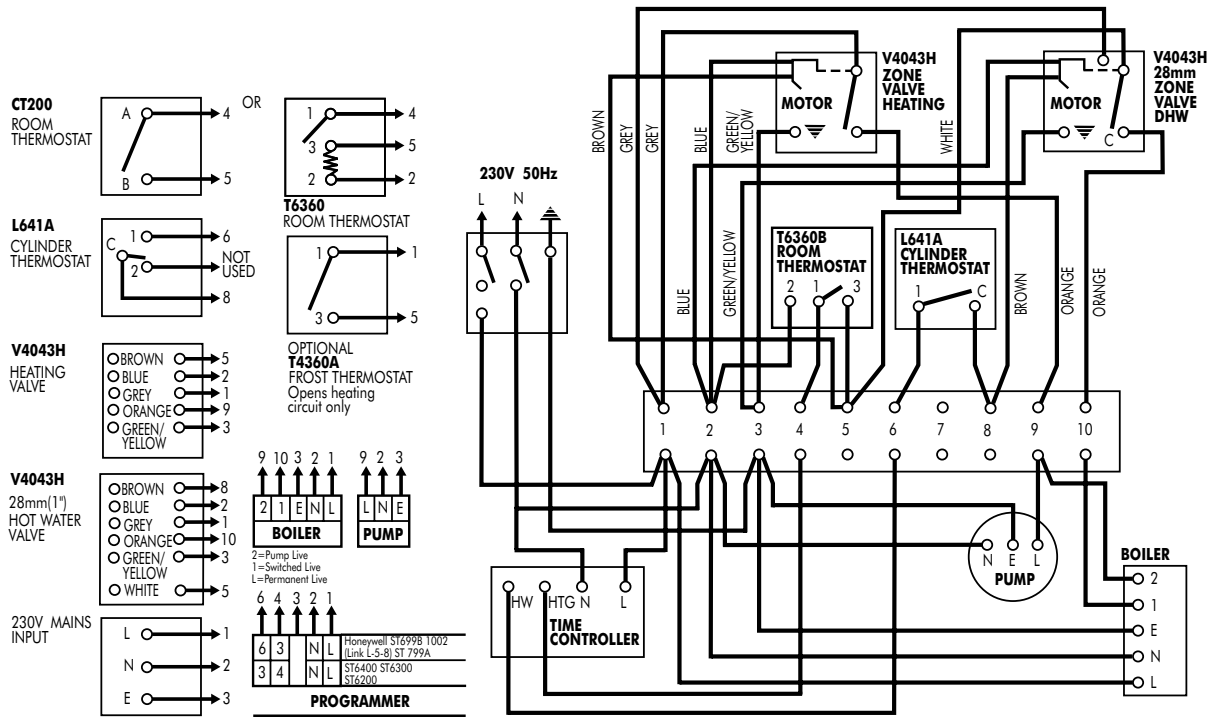 CT200
ROOM
THERMOSTAT
A
B
4
5
OR
1
3
2
4
5
2
T6360
ROOM THERMOSTAT
L641A
CYLINDER
THERMOSTAT
C
1
2
6
NOT
USED
8
1
3
1
5
OPTIONAL
T4360A
FROST THERMOSTAT
Opens heating
circuit only
V4043H
HEATING
VALVE
BROWN 5
BLUE 2
GREY 1
ORANGE 9
GREEN/
YELLOW 3
V4043H
28mm(1")
HOT WATER
VALVE
BROWN 8
BLUE 2
GREY 1
ORANGE 10
GREEN/
YELLOW 3
WHITE 5
230V MAINS
INPUT
L 1
N 2
E 3
9 10 3 2 1
2 1 E N L
BOILER
2=Pump Live
1=Switched Live
L=Permanent Live
9 2 3
L N E
PUMP
6 4 3 2 1
6 3 N L
Honeywell ST699B 1002
(Link L-5-8) ST 799A
3 4 N L
ST6400 ST6300
ST6200
PROGRAMMER
230V 50Hz
L N
BROWN
GREY
GREY
BLUE
GREEN/
YELLOW
MOTOR
V4043H
ZONE
VALVE
HEATING
WHITE
MOTOR
C
V4043H
28mm
ZONE
VALVE
DHW
BLUE
GREEN/YELLOW
T6360B
ROOM
THERMOSTAT
2 1 3
L641A
CYLINDER
THERMOSTAT
1 C
BROWN
ORANGE
ORANGE
1 2 3 4 5 6 7 8 9 10
HW HTG N L
TIME
CONTROLLER
N E L
PUMP
BOILER
2
1
E
N
L